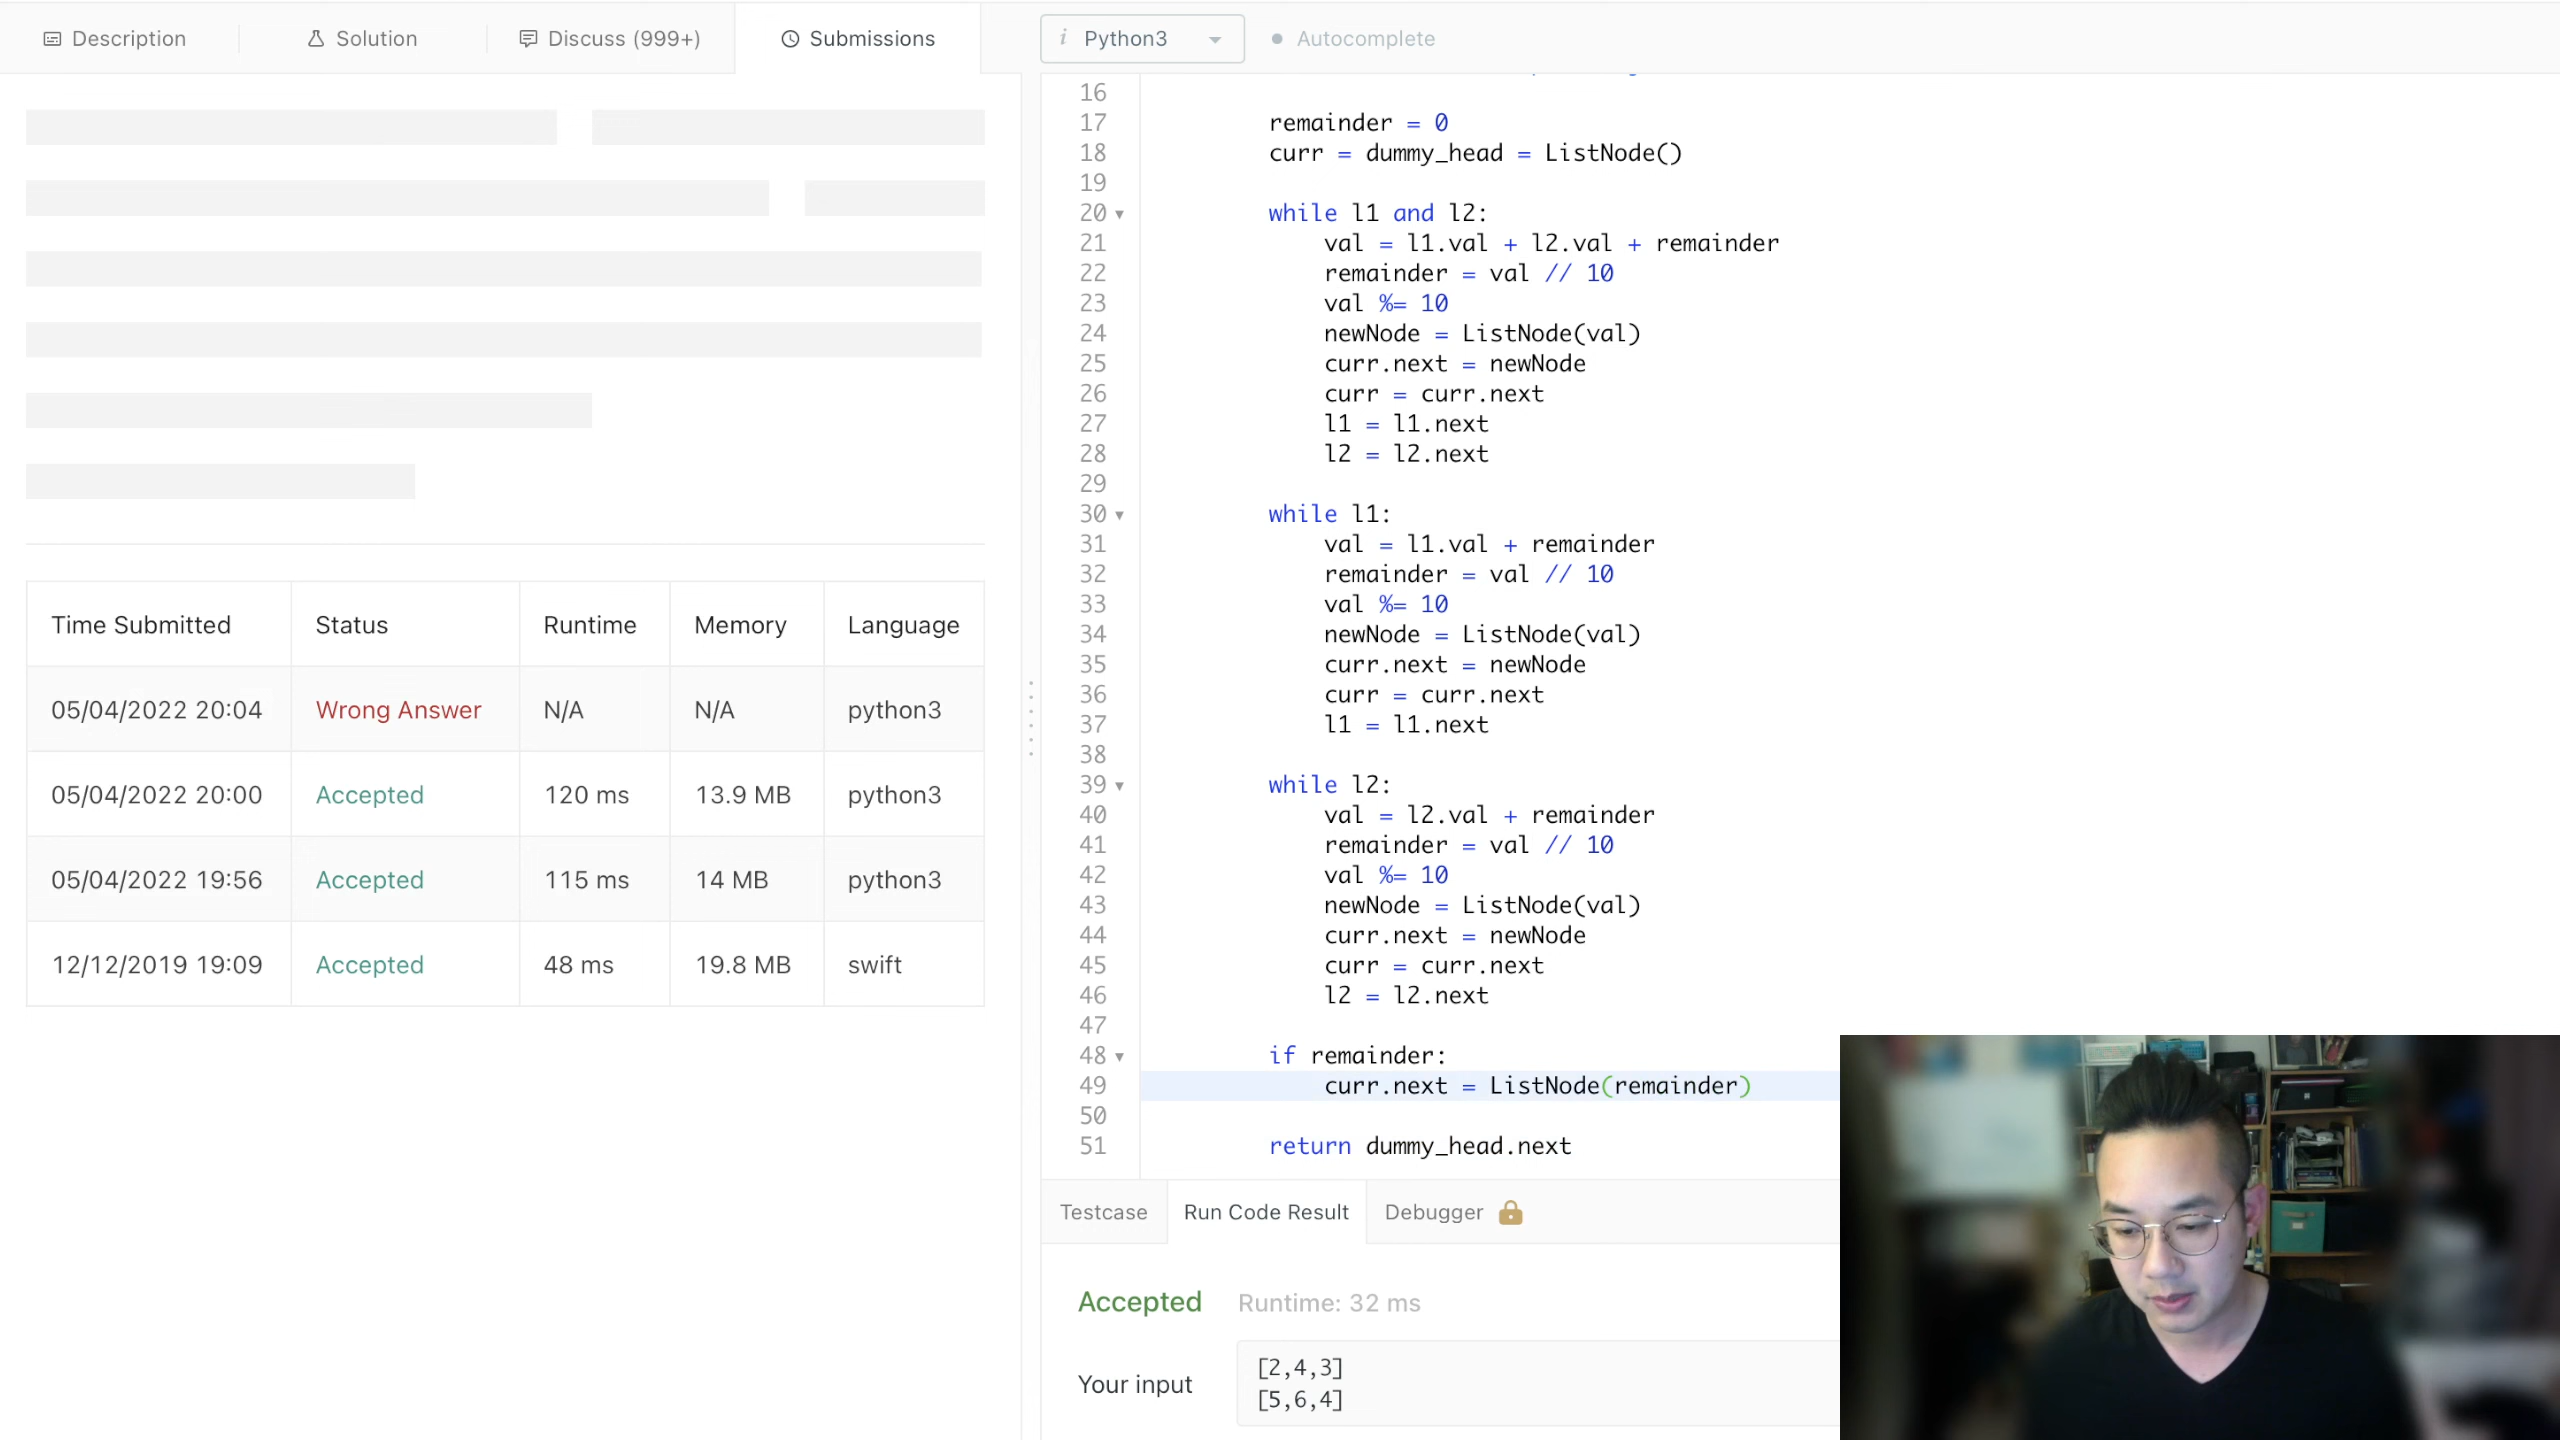 Description
Solution
Discuss (999+)
Submissions
i Python3
Autocomplete
Time Submitted Status Runtime Memory Language
05/04/2022 20:04 Wrong Answer N/A N/A python3
05/04/2022 20:00 Accepted 120 ms 13.9 MB python3
05/04/2022 19:56 Accepted 115 ms 14 MB python3
12/12/2019 19:09 Accepted 48 ms 19.8 MB swift
16
17 remainder = 0
18 curr = dummy_head = ListNode()
19
20 while l1 and l2:
21 val = l1.val + l2.val + remainder
22 remainder = val // 10
23 val %= 10
24 newNode = ListNode(val)
25 curr.next = newNode
26 curr = curr.next
27 l1 = l1.next
28 l2 = l2.next
29
30 while l1:
31 val = l1.val + remainder
32 remainder = val // 10
33 val %= 10
34 newNode = ListNode(val)
35 curr.next = newNode
36 curr = curr.next
37 l1 = l1.next
38
39 while l2:
40 val = l2.val + remainder
41 remainder = val // 10
42 val %= 10
43 newNode = ListNode(val)
44 curr.next = newNode
45 curr = curr.next
46 l2 = l2.next
47
48 if remainder:
49 curr.next = ListNode(remainder)
50
51 return dummy_head.next
Testcase
Run Code Result
Debugger
Accepted Runtime: 32 ms
Your input
[2,4,3]
[5,6,4]